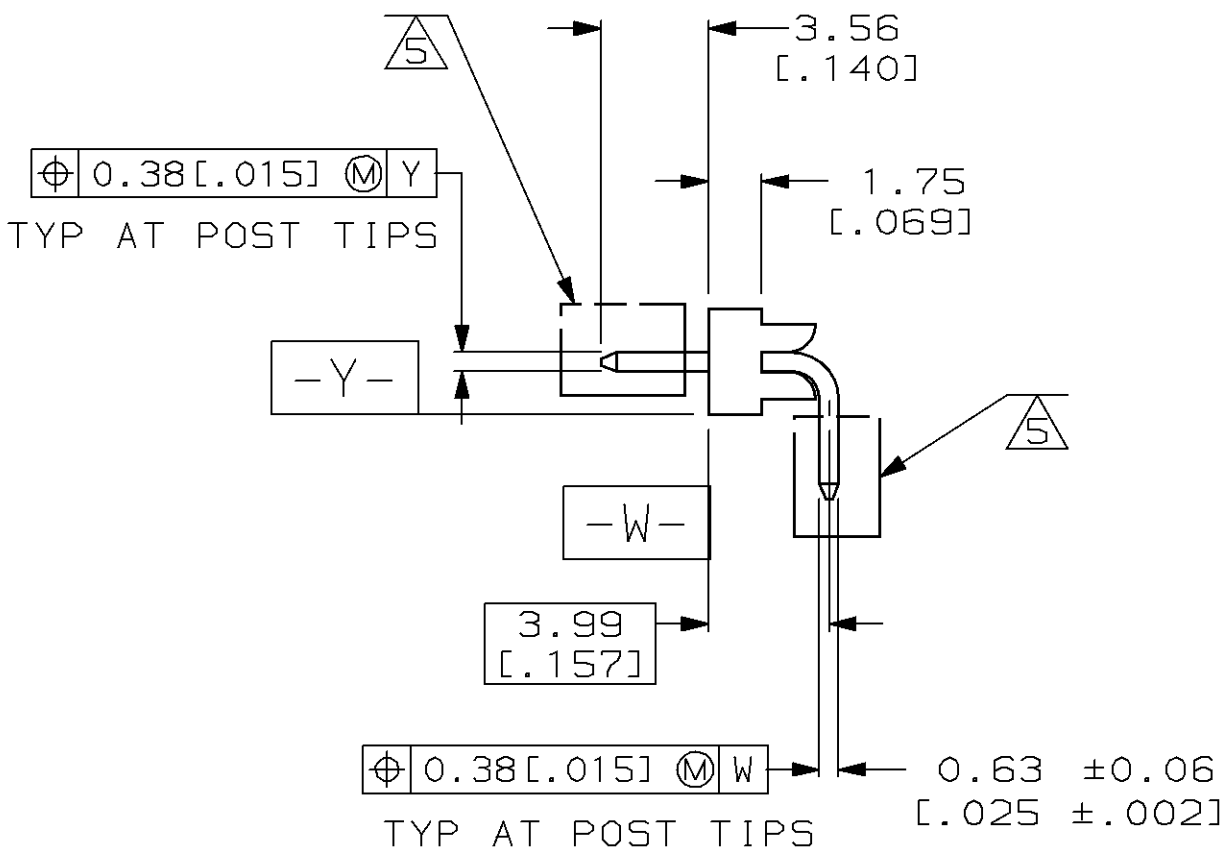 5
3.56
[.140]
⌖ 0.38[.015] Ⓜ Y
TYP AT POST TIPS
1.75
[.069]
-Y-
5
-W-
3.99
[.157]
⌖ 0.38[.015] Ⓜ W
TYP AT POST TIPS
0.63 ±0.06
[.025 ±.002]